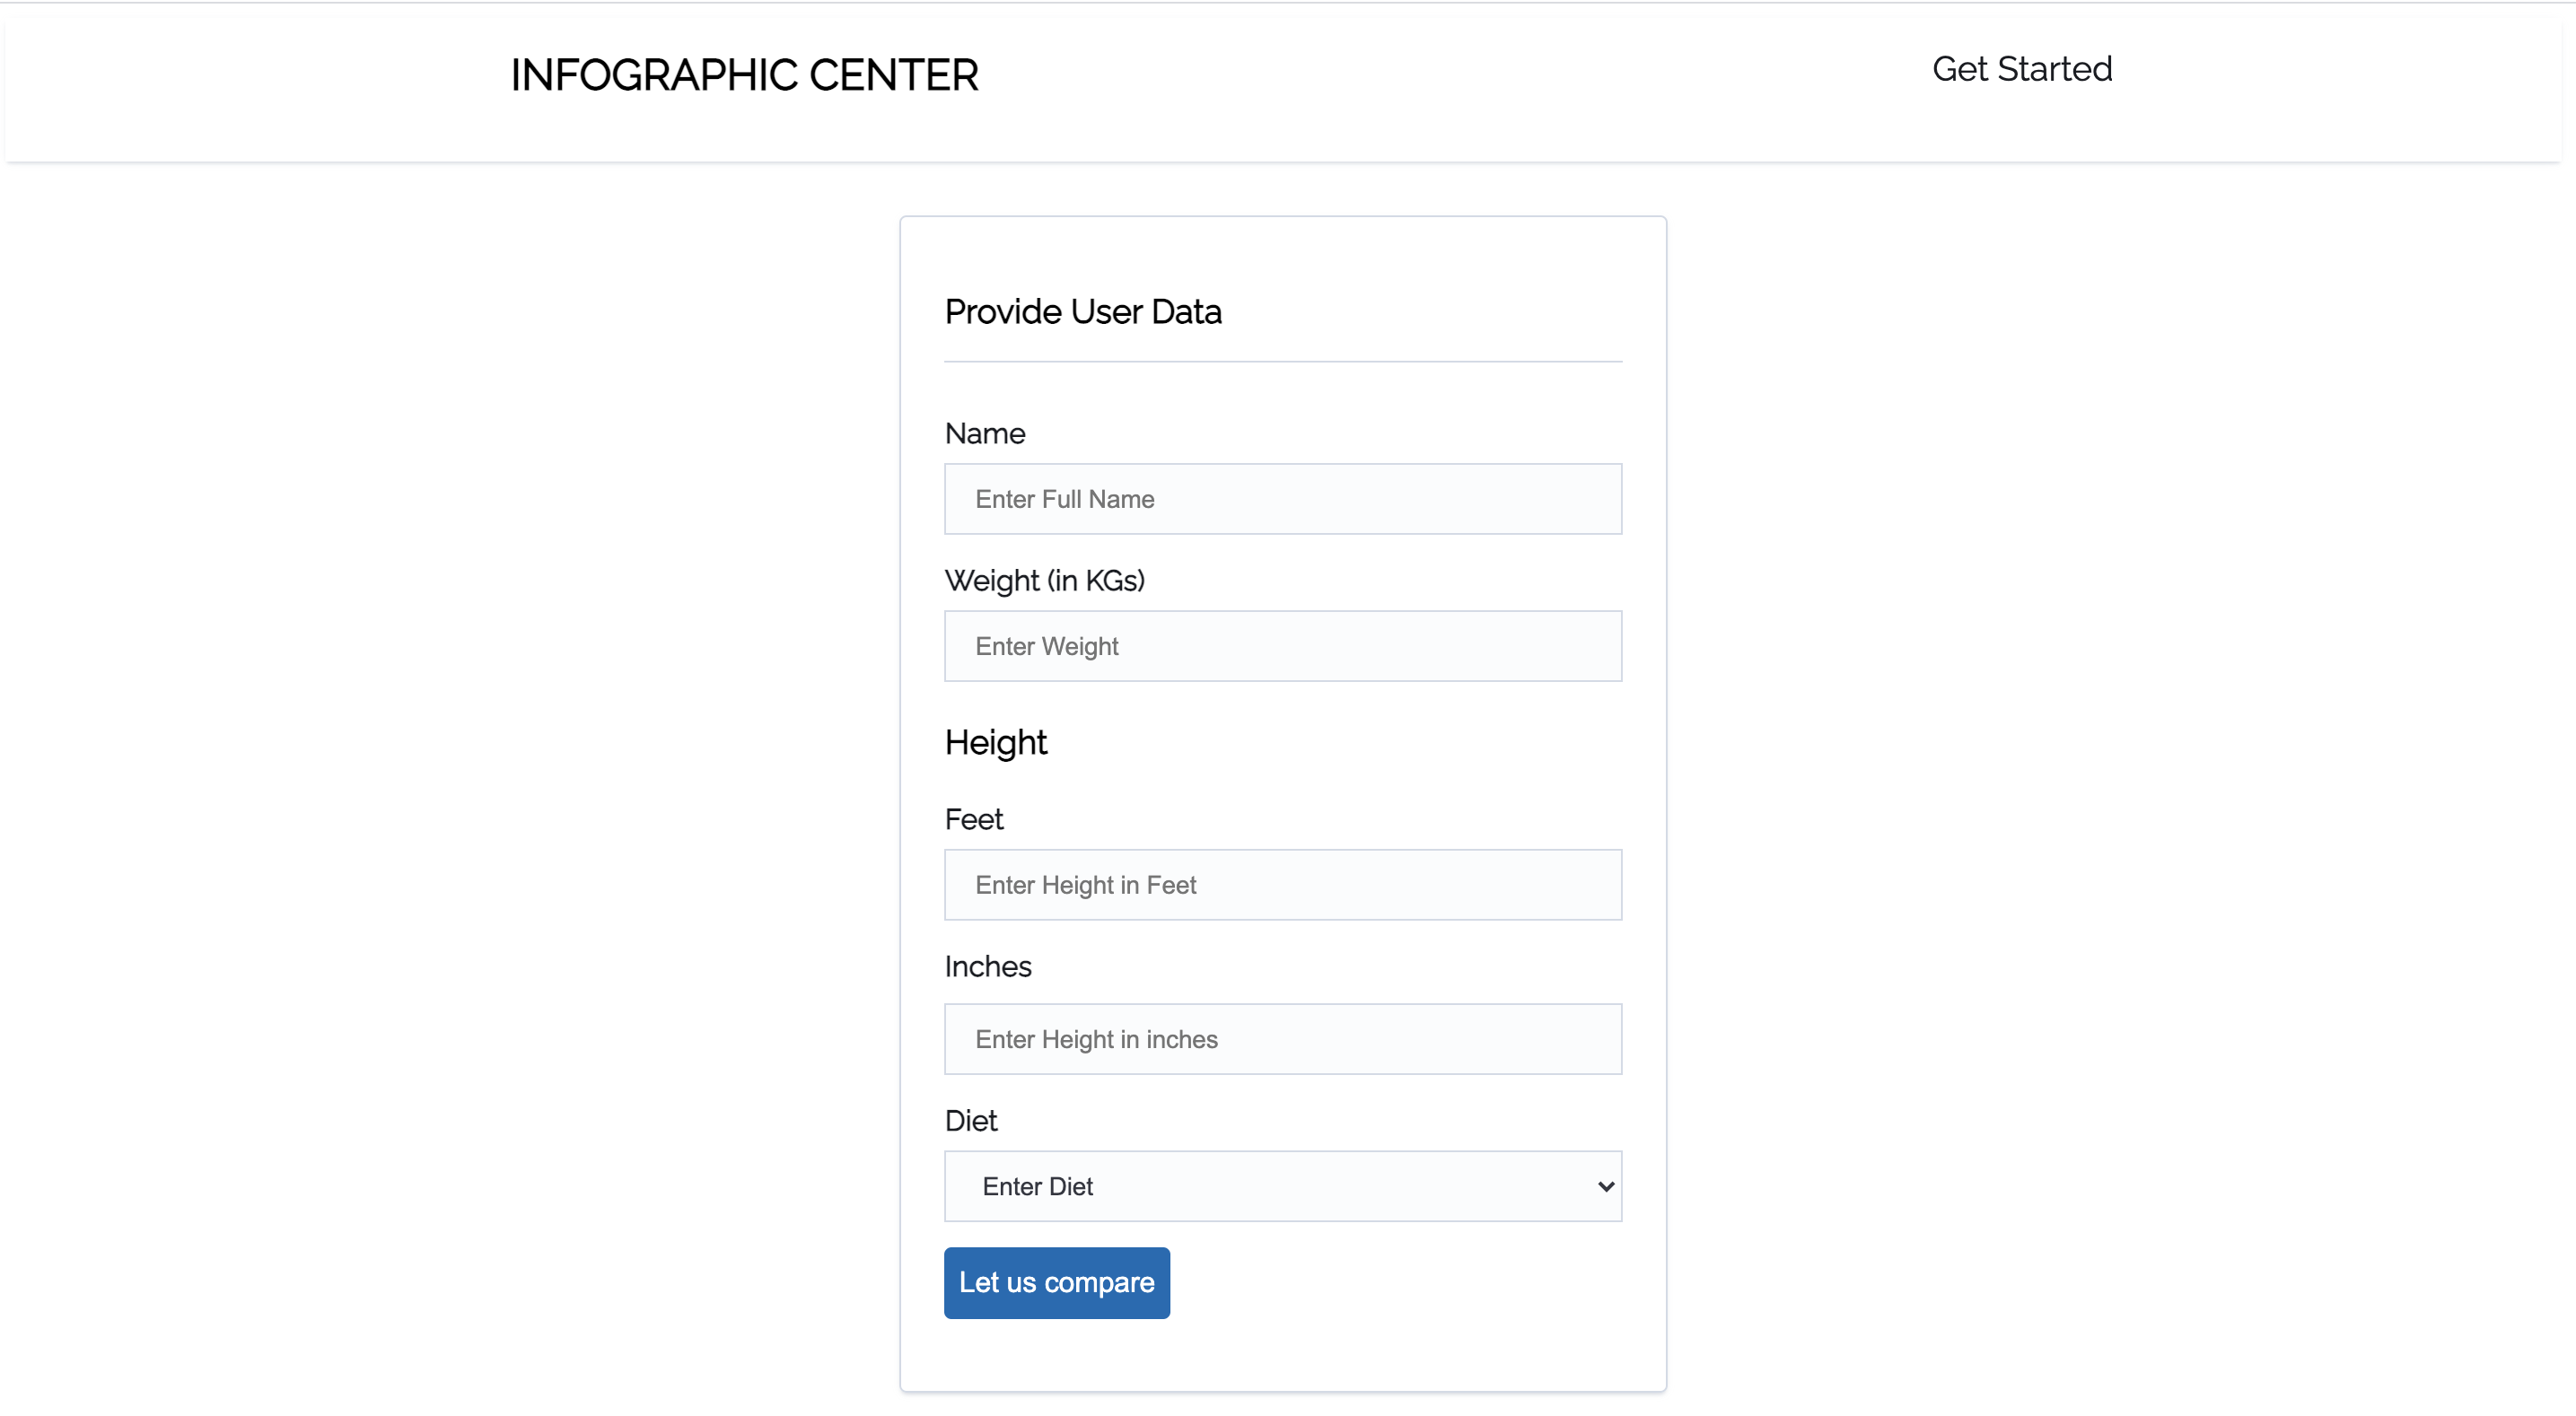 INFOGRAPHIC CENTER
Get Started
Provide User Data
Name
Enter Full Name
Weight (in KGs)
Enter Weight
Height
Feet
Enter Height in Feet
Inches
Enter Height in inches
Diet
Enter Diet
Let us compare